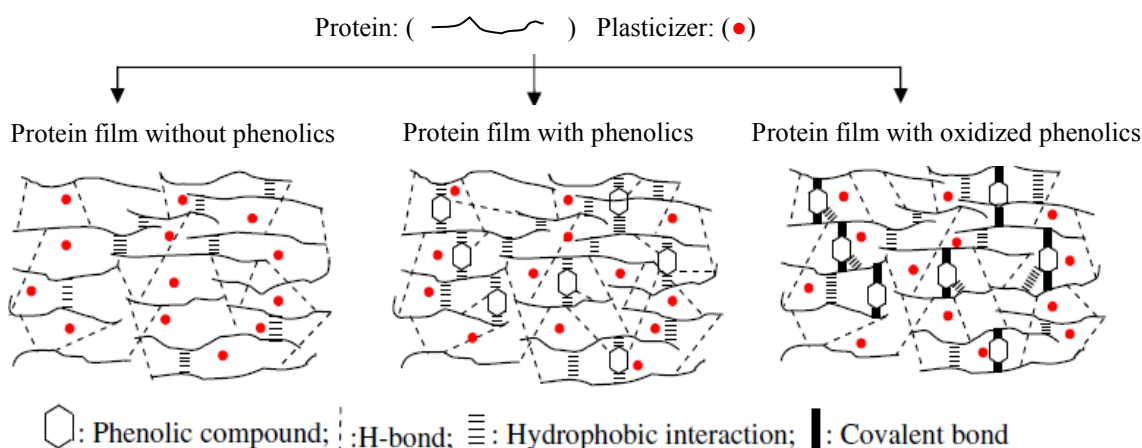 Protein: ( ) Plasticizer: ( )
Protein film without phenolics Protein film with phenolics Protein film with oxidized phenolics
: Phenolic compound; :H-bond; : Hydrophobic interaction; : Covalent bond